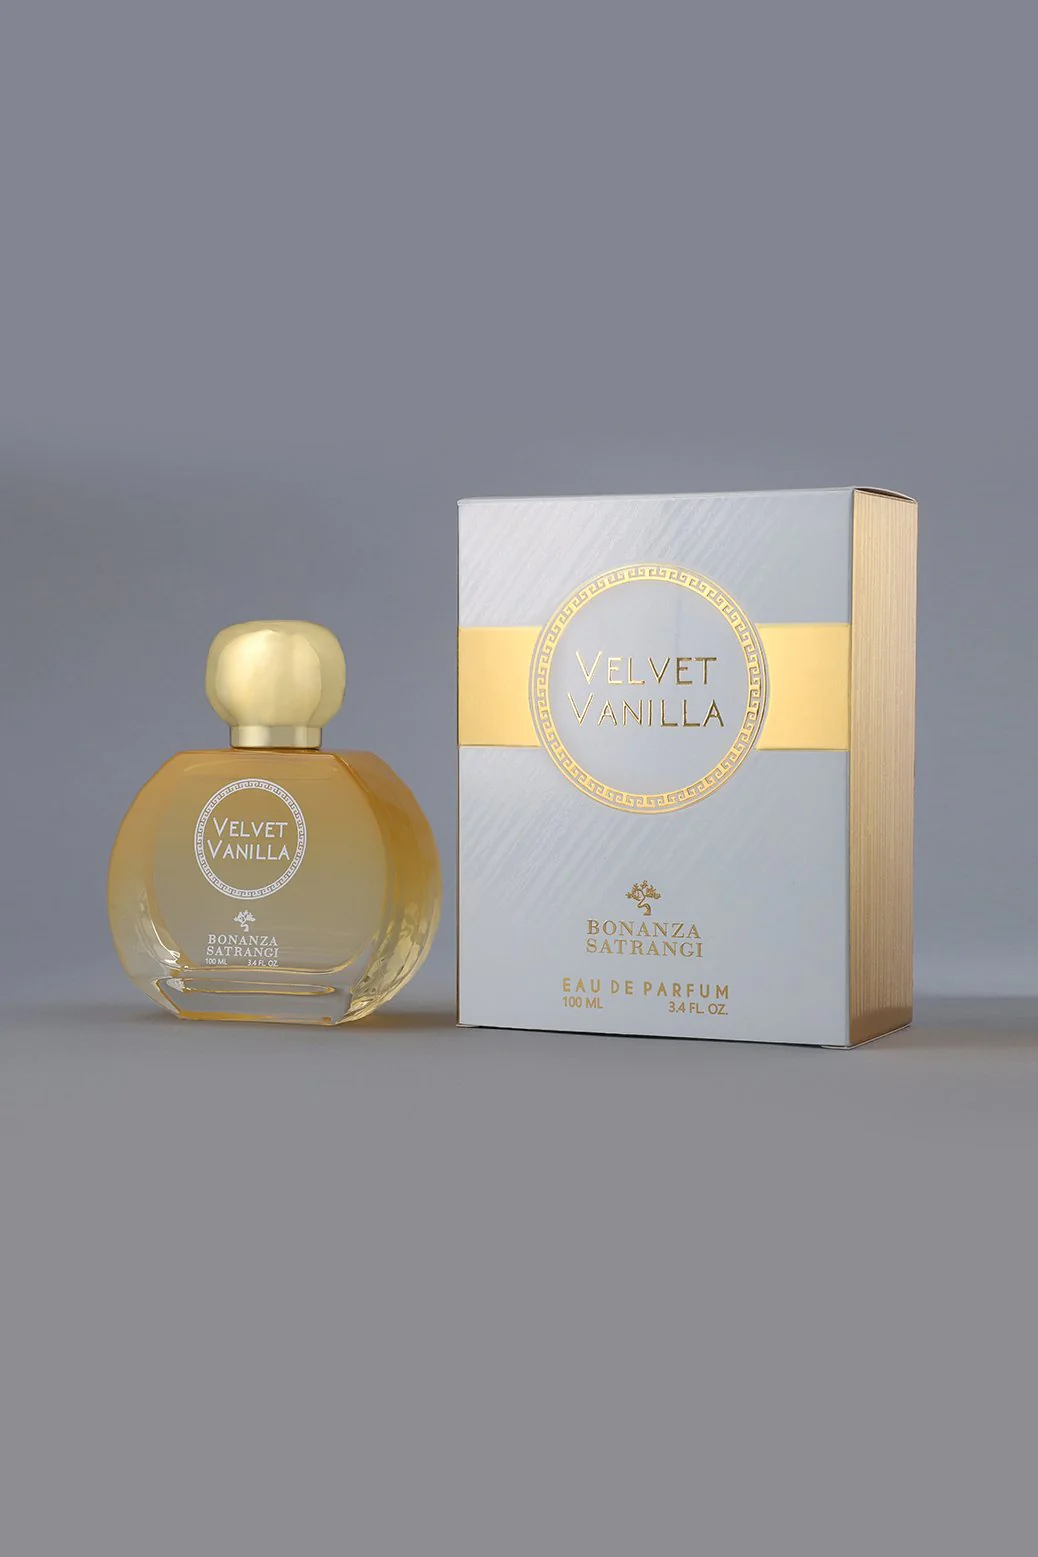 VELVET
VANILLA
BONANZA
SATRANGI
100 ML 3.4 FL. OZ.
VELVET
VANILLA
BONANZA
SATRANGI
EAU DE PARFUM
100 ML 3.4 FL. OZ.